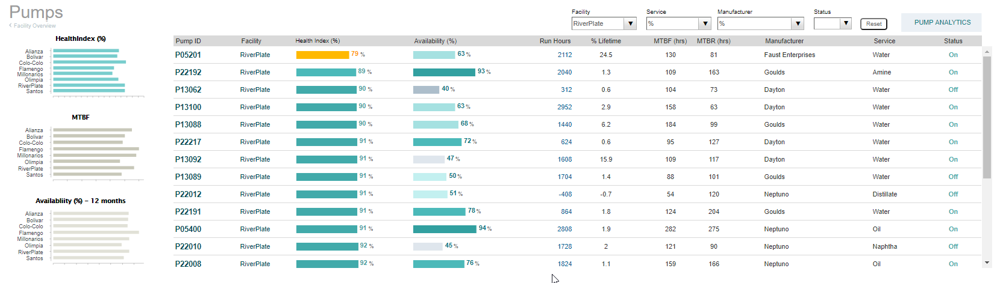 Pumps
‹ Facility Overview
Facility Service Manufacturer Status
RiverPlate % % Reset PUMP ANALYTICS
HealthIndex (%)
Alianza
Bolivar
Colo-Colo
Flamengo
Millonarios
Olimpia
RiverPlate
Santos
MTBF
Alianza
Bolivar
Colo-Colo
Flamengo
Millonarios
Olimpia
RiverPlate
Santos
Availabliity (%) - 12 months
Alianza
Bolivar
Colo-Colo
Flamengo
Millonarios
Olimpia
RiverPlate
Santos
Pump ID Facility Health Index (%) Availability (%) Run Hours % Lifetime MTBF (hrs) MTBR (hrs) Manufacturer Service Status
P05201 RiverPlate 79 % 63 % 2112 24.5 130 81 Faust Enterprises Water On
P22192 RiverPlate 89 % 93 % 2040 1.3 109 163 Goulds Amine On
P13062 RiverPlate 90 % 40 % 312 0.6 104 73 Dayton Water Off
P13100 RiverPlate 90 % 63 % 2952 2.9 158 63 Dayton Water On
P13088 RiverPlate 90 % 68 % 1440 6.2 184 99 Goulds Water On
P22217 RiverPlate 91 % 72 % 624 0.6 95 127 Dayton Water On
P13092 RiverPlate 91 % 47 % 1608 15.9 109 117 Dayton Water On
P13089 RiverPlate 91 % 50 % 1704 1.4 88 101 Goulds Water Off
P22012 RiverPlate 91 % 51 % -408 -0.7 54 120 Neptuno Distillate Off
P22191 RiverPlate 91 % 78 % 864 1.8 124 204 Goulds Water On
P05400 RiverPlate 91 % 94 % 2808 1.9 282 275 Neptuno Oil On
P22010 RiverPlate 92 % 45 % 1728 2 121 90 Neptuno Naphtha Off
P22008 RiverPlate 92 % 76 % 1824 1.1 159 166 Neptuno Oil On